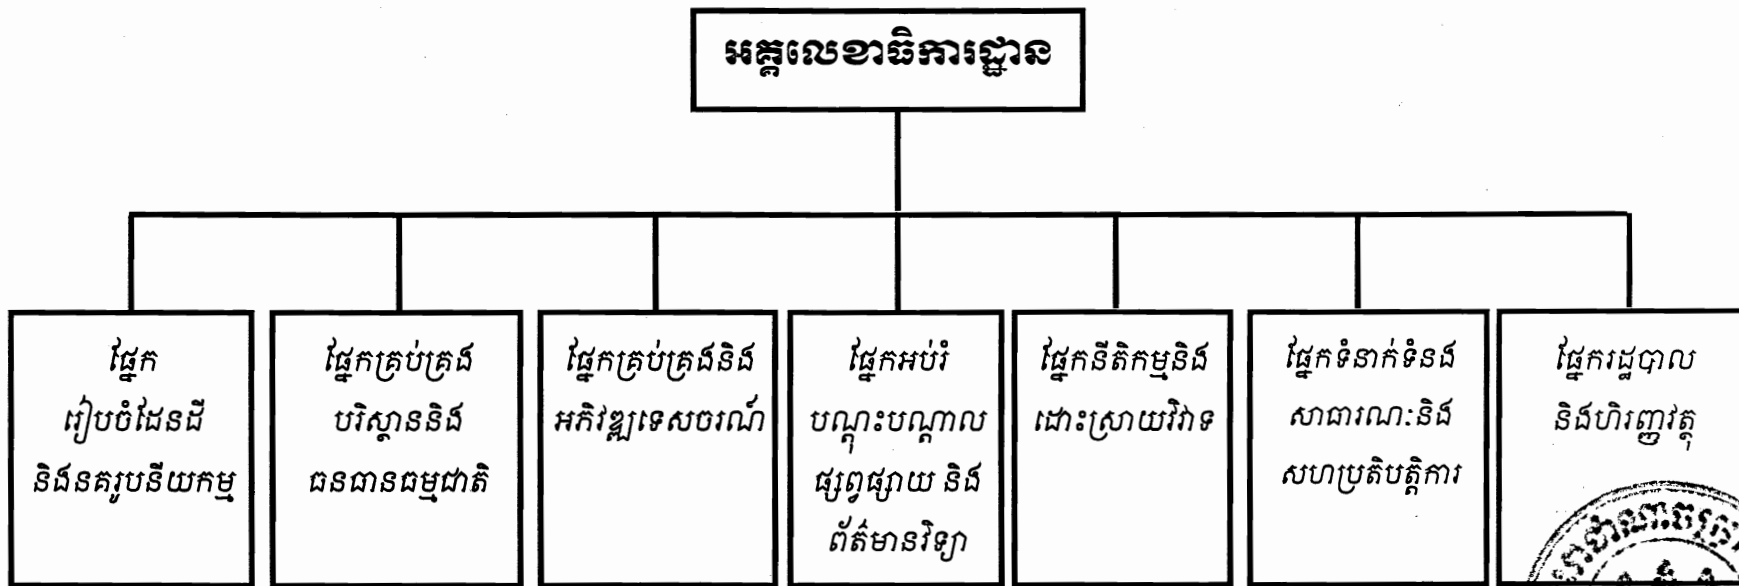 អគ្គលេខាធិការដ្ឋាន
ផ្នែក
រៀបចំដែនដី
និងនគរូបនីយកម្ម
ផ្នែកគ្រប់គ្រង
បរិស្ថាននិង
ធនធានធម្មជាតិ
ផ្នែកគ្រប់គ្រងនិង
អភិវឌ្ឍទេសចរណ៍
ផ្នែកអប់រំ
បណ្តុះបណ្តាល
ផ្សព្វផ្សាយ និង
ព័ត៌មានវិទ្យា
ផ្នែកនីតិកម្មនិង
ដោះស្រាយវិវាទ
ផ្នែកទំនាក់ទំនង
សាធារណៈនិង
សហប្រតិបត្តិការ
ផ្នែករដ្ឋបាល
និងហិរញ្ញវត្ថុ